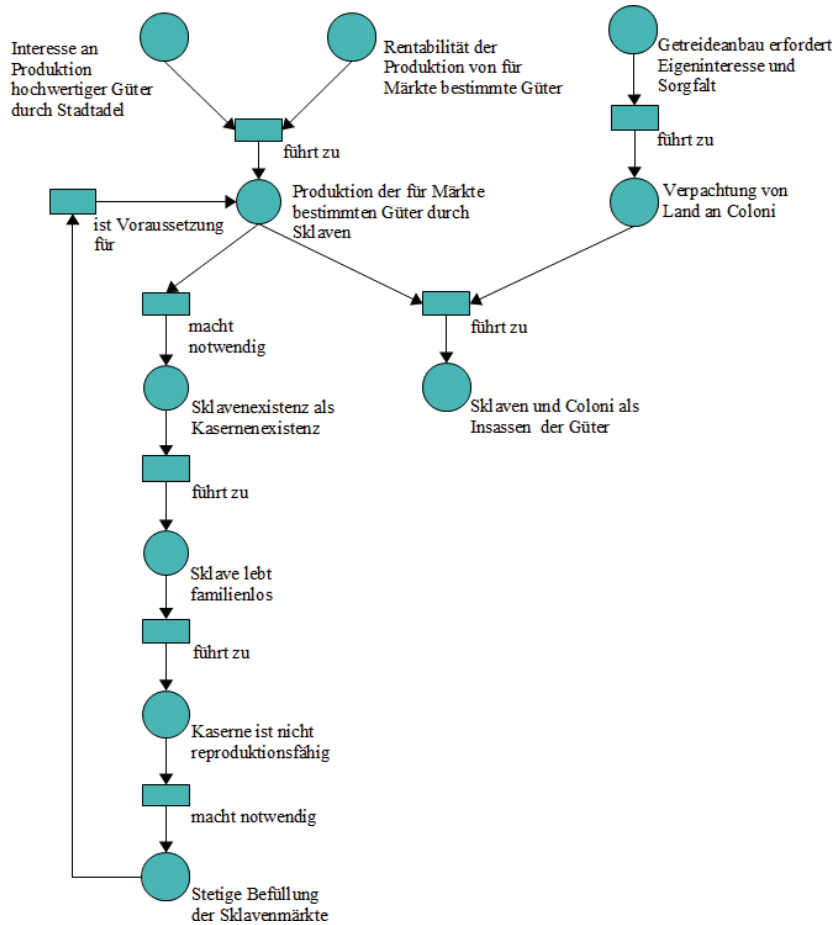 Interesse an
Produktion
hochwertiger Güter
durch Stadtadel
Rentabilität der
Produktion von für
Märkte bestimmte Güter
Getreideanbau erfordert
Eigeninteresse und
Sorgfalt
führt zu
führt zu
ist Voraussetzung
für
Produktion der für Märkte
bestimmten Güter durch
Sklaven
Verpachtung von
Land an Coloni
macht
notwendig
führt zu
Sklavenexistenz als
Kasernenexistenz
Sklaven und Coloni als
Insassen der Güter
führt zu
Sklave lebt
familienlos
führt zu
Kaserne ist nicht
reproduktionsfähig
macht notwendig
Stetige Befüllung
der Sklavenmärkte